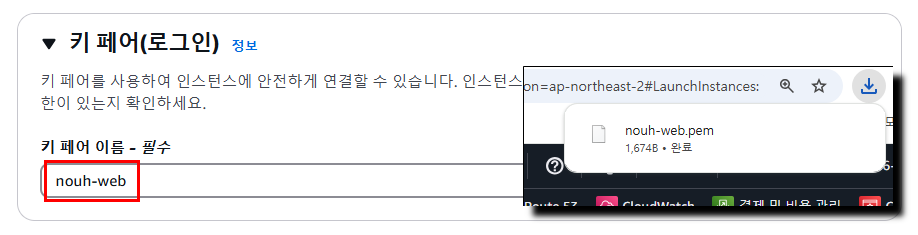 ▼ 키 페어(로그인) 정보
키 페어를 사용하여 인스턴스에 안전하게 연결할 수 있습니다. 인스턴스
한이 있는지 확인하세요.
키 페어 이름 - 필수
nouh-web
on=ap-northeast-2#LaunchInstances:
nouh-web.pem
1,674B • 완료
CloudWatch
결제 및 비용 관리